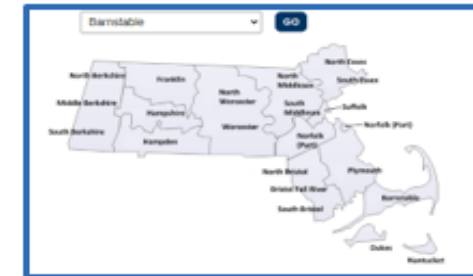 Barnstable GO
North Essex
North Berkshire
Franklin
North
Middlesex
South Essex
Middle Berkshire
North
Worcester
South
Middlesex
Suffolk
Hampshire
Norfolk (Part)
South Berkshire
Hampden
Worcester
Norfolk
(Part)
North Bristol
Plymouth
Bristol Fall River
Barnstable
South Bristol
Dukes
Nantucket